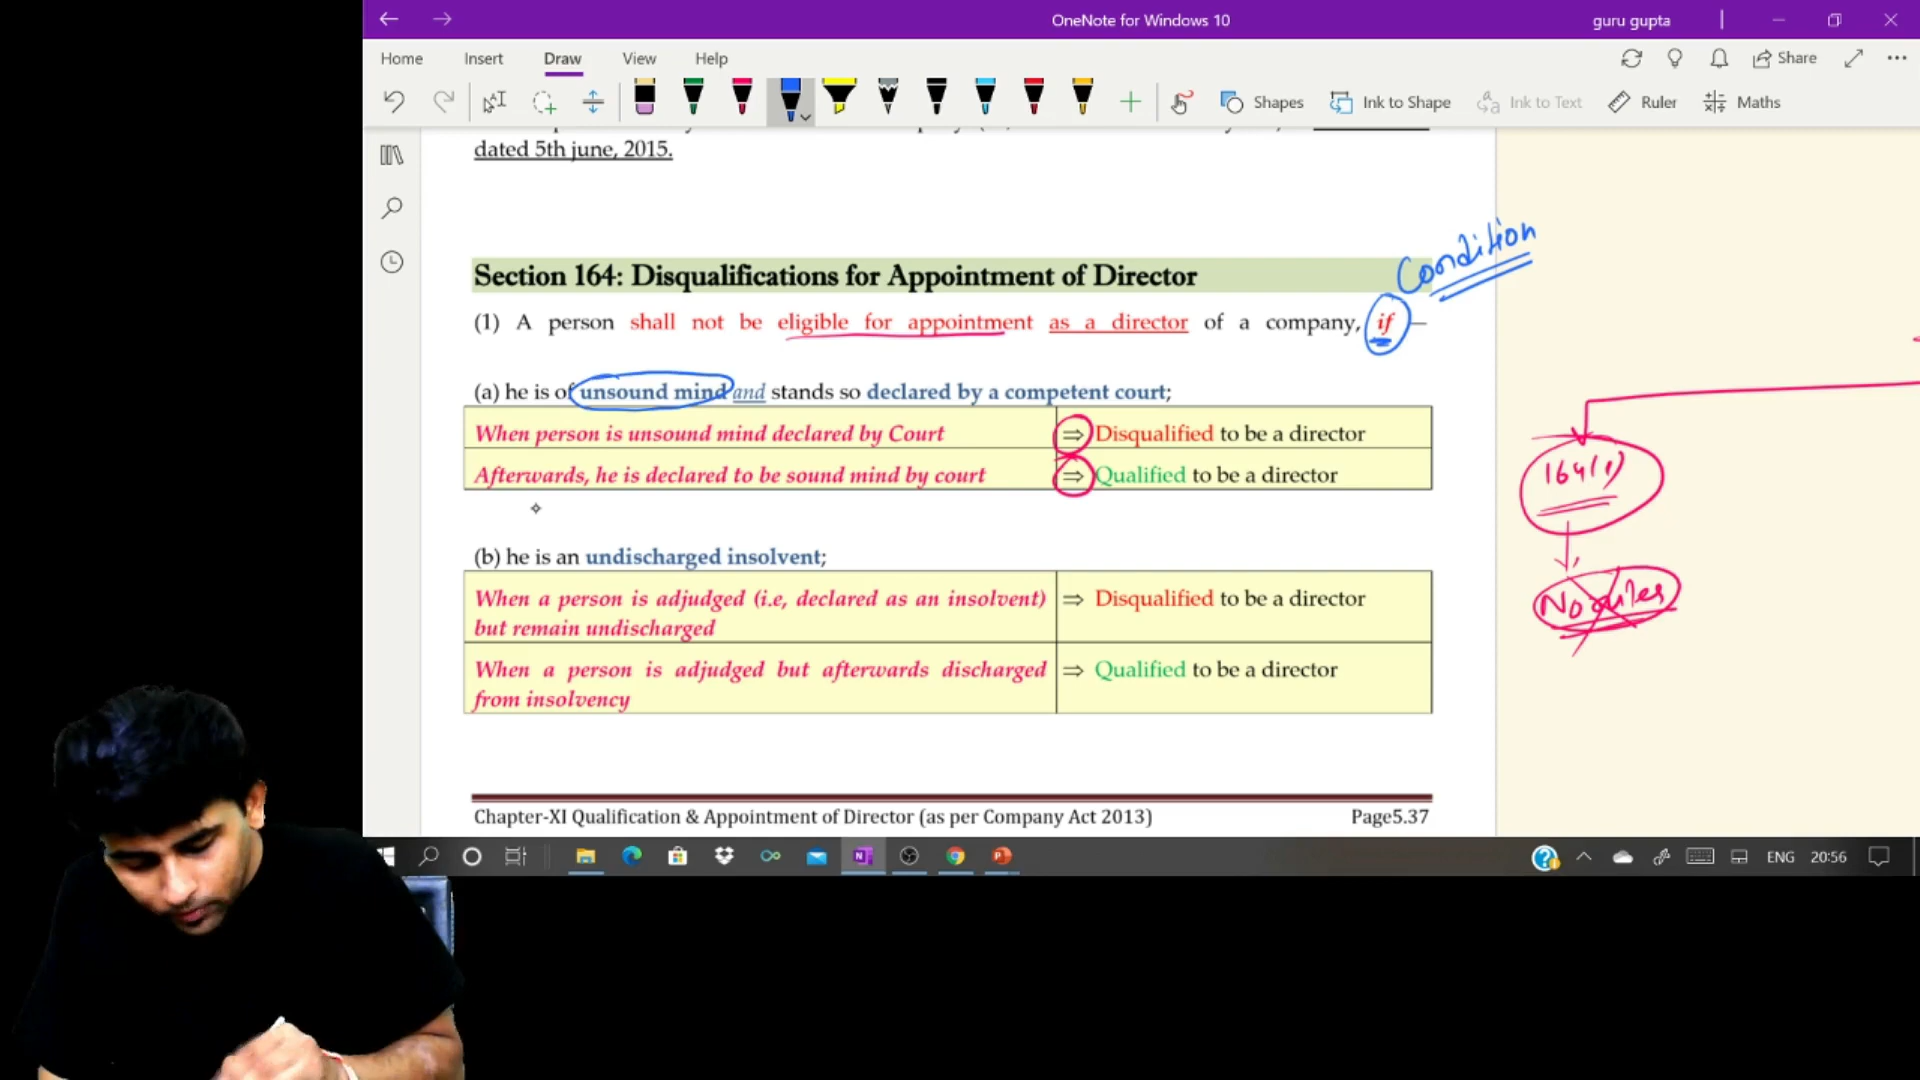 OneNote for Windows 10
guru gupta
Home Insert Draw View Help
Share
Shapes Ink to Shape Ink to Text Ruler Maths
dated 5th june, 2015.
Condition
Section 164: Disqualifications for Appointment of Director
(1) A person shall not be eligible for appointment as a director of a company, if —
(a) he is of unsound mind and stands so declared by a competent court;
When person is unsound mind declared by Court ⇒ Disqualified to be a director
Afterwards, he is declared to be sound mind by court ⇒ Qualified to be a director
164(1)
(b) he is an undischarged insolvent;
When a person is adjudged (i.e, declared as an insolvent) ⇒ Disqualified to be a director
but remain undischarged
No
When a person is adjudged but afterwards discharged ⇒ Qualified to be a director
from insolvency
Chapter-XI Qualification & Appointment of Director (as per Company Act 2013) Page5.37
ENG 20:56